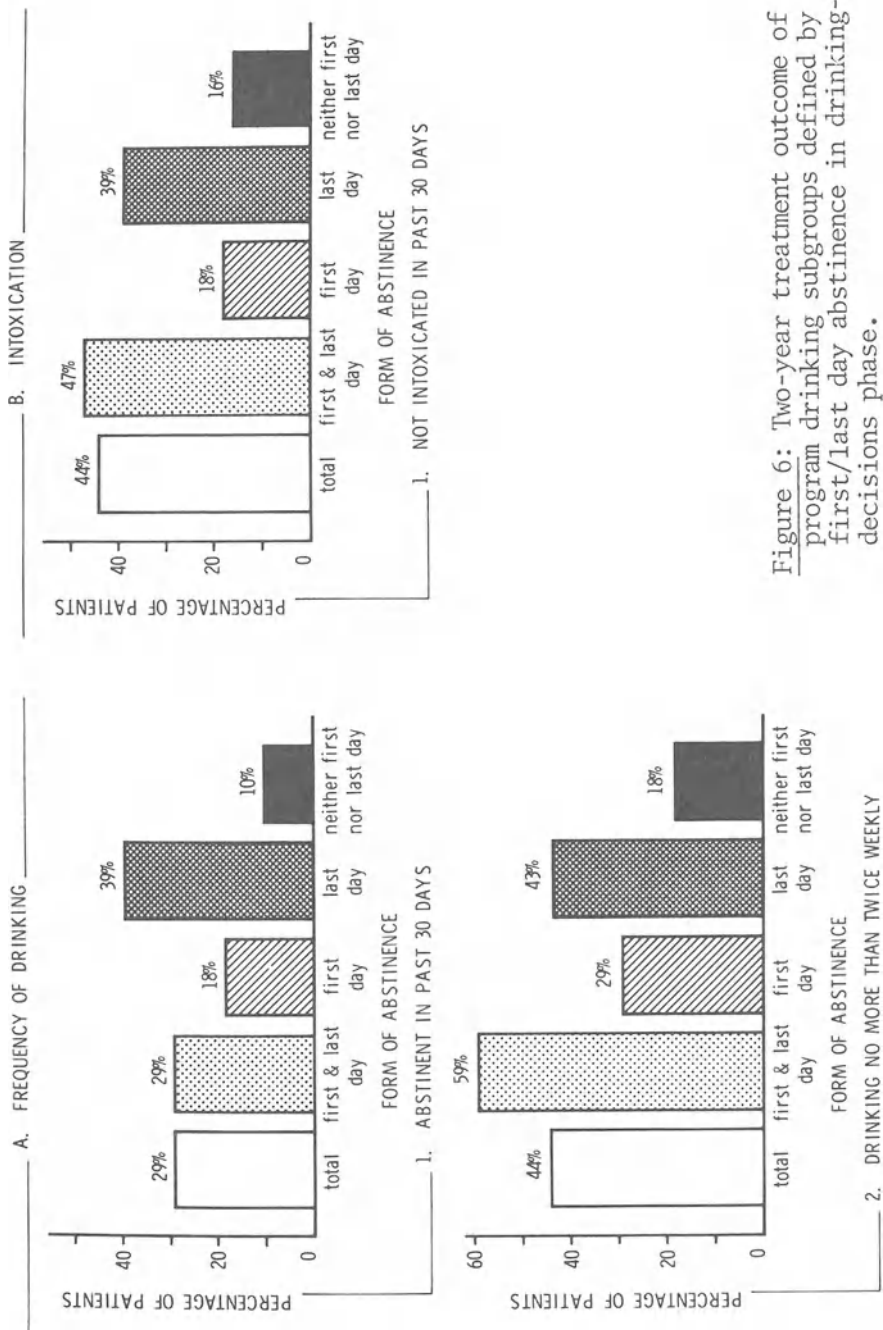 A. FREQUENCY OF DRINKING
PERCENTAGE OF PATIENTS
40
20
0
29%
29%
18%
39%
10%
total
first & last day
first day
last day
neither first nor last day
FORM OF ABSTINENCE
1. ABSTINENT IN PAST 30 DAYS
PERCENTAGE OF PATIENTS
60
40
20
0
44%
59%
29%
43%
18%
total
first & last day
first day
last day
neither first nor last day
FORM OF ABSTINENCE
2. DRINKING NO MORE THAN TWICE WEEKLY
B. INTOXICATION
PERCENTAGE OF PATIENTS
40
20
0
44%
47%
18%
39%
16%
total
first & last day
first day
last day
neither first nor last day
FORM OF ABSTINENCE
1. NOT INTOXICATED IN PAST 30 DAYS
Figure 6: Two-year treatment outcome of
program drinking subgroups defined by
first/last day abstinence in drinking-
decisions phase.